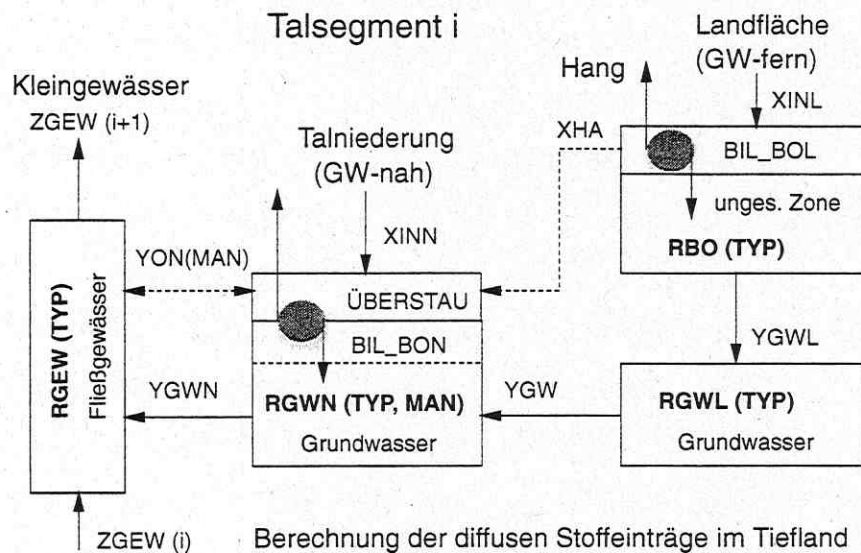 Talsegment i
Landfläche
(GW-fern)
Hang
XINL
Kleingewässer
ZGEW (i+1)
Talniederung
(GW-nah)
XHA
BIL_BOL
unges. Zone
RBO (TYP)
XINN
YON(MAN)
ÜBERSTAU
BIL_BON
RGEW (TYP)
Fließgewässer
YGWL
YGWN
RGWN (TYP, MAN)
Grundwasser
YGW
RGWL (TYP)
Grundwasser
ZGEW (i)
Berechnung der diffusen Stoffeinträge im Tiefland